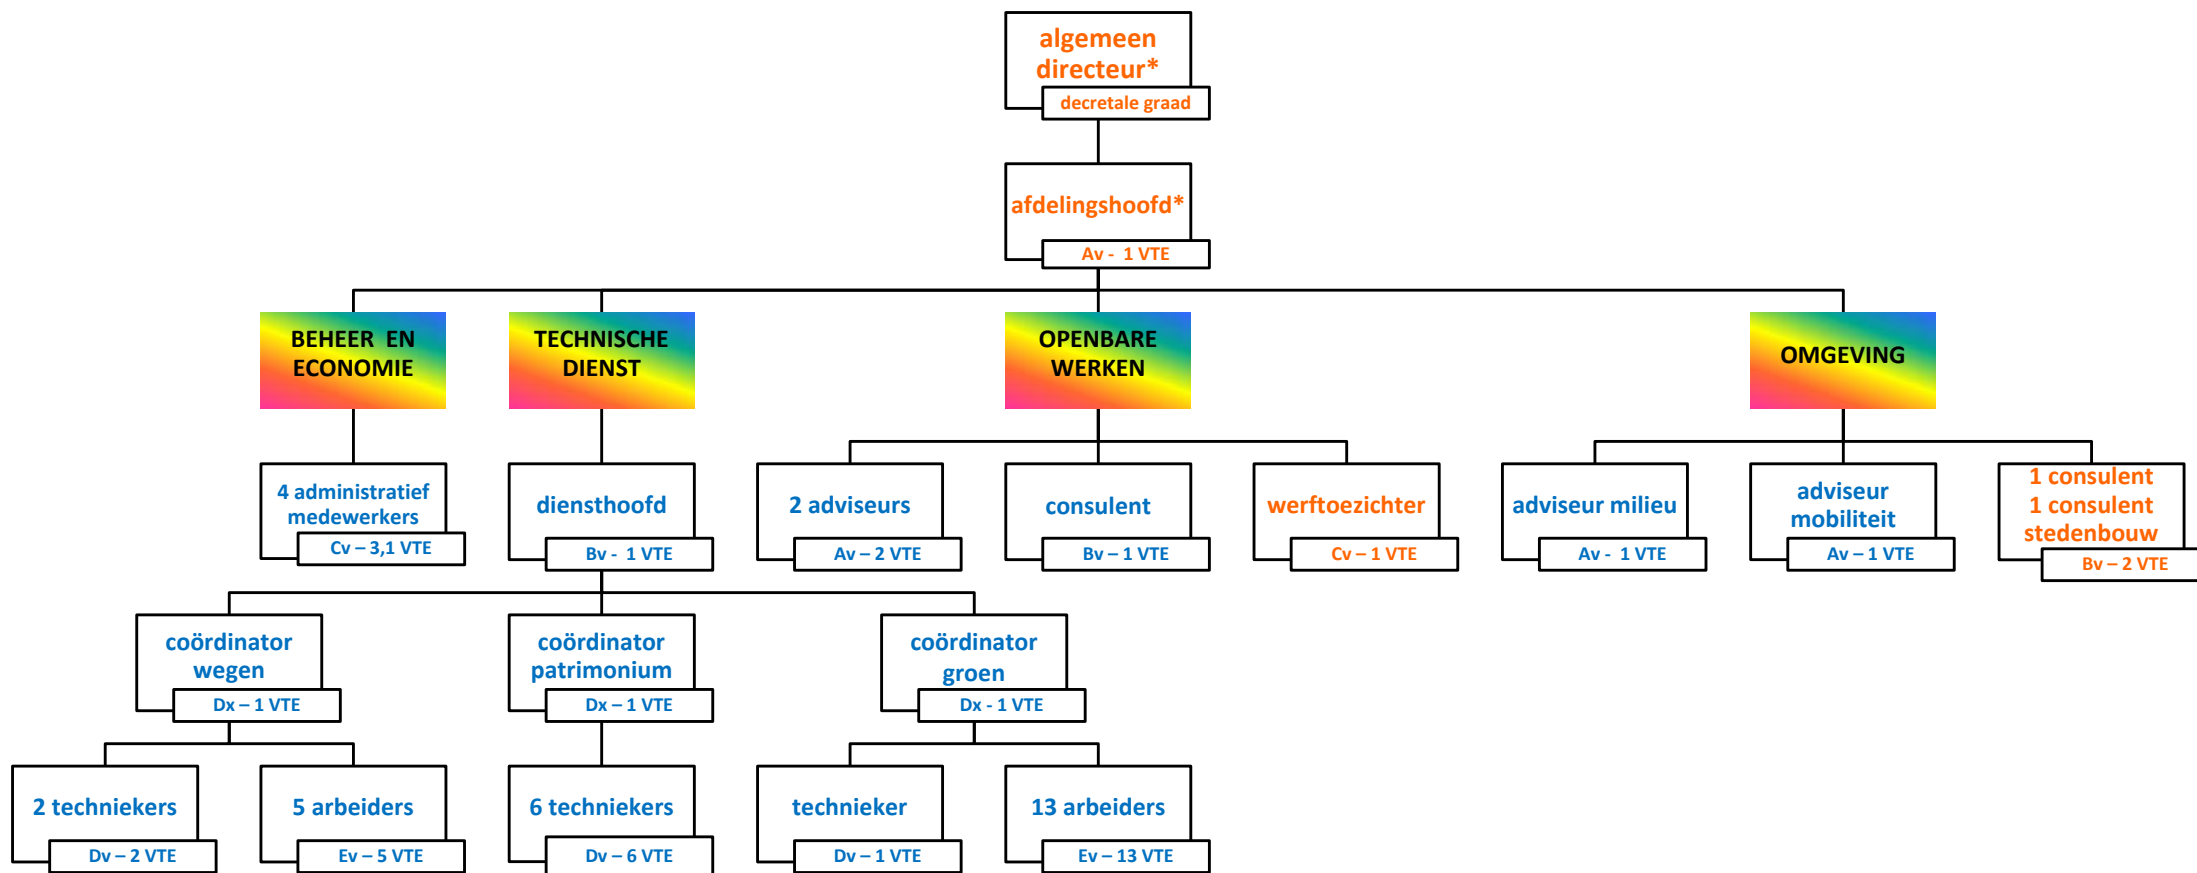 algemeen
directeur*
decretale graad
afdelingshoofd*
Av - 1 VTE
BEHEER EN
ECONOMIE
TECHNISCHE
DIENST
OPENBARE
WERKEN
OMGEVING
4 administratief
medewerkers
Cv – 3,1 VTE
diensthoofd
Bv - 1 VTE
2 adviseurs
Av – 2 VTE
consulent
Bv – 1 VTE
werftoezichter
Cv – 1 VTE
adviseur milieu
Av - 1 VTE
adviseur
mobiliteit
Av – 1 VTE
1 consulent
1 consulent
stedenbouw
Bv – 2 VTE
coördinator
wegen
Dx – 1 VTE
coördinator
patrimonium
Dx – 1 VTE
coördinator
groen
Dx - 1 VTE
2 techniekers
Dv – 2 VTE
5 arbeiders
Ev – 5 VTE
6 techniekers
Dv – 6 VTE
technieker
Dv – 1 VTE
13 arbeiders
Ev – 13 VTE